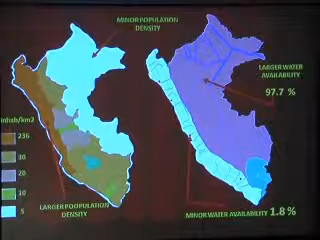 MINOR POPULATION
DENSITY
LARGER WATER
AVAILABILITY
97.7 %
inhab/km2
236
30
20
10
5
LARGER POOPULATION
DENSITY
MINOR WATER AVAILABILITY 1.8 %